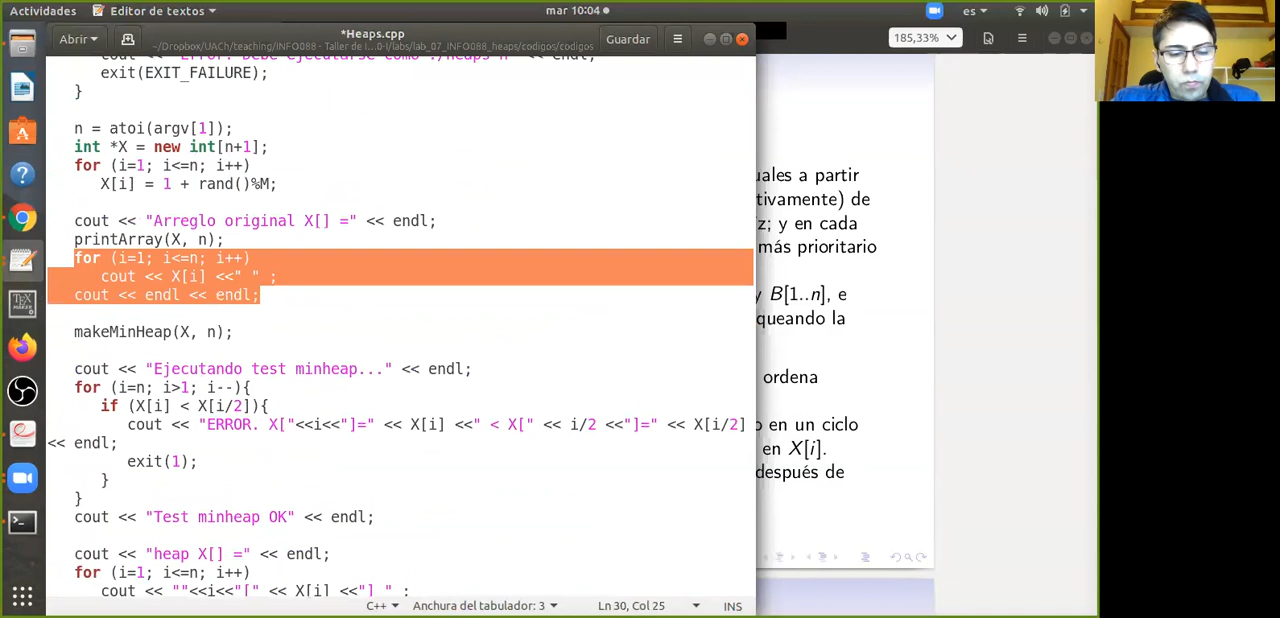 Actividades
Editor de textos
mar 10:04
es
Abrir
*Heaps.cpp
~/Dropbox/UACh/teaching/INFO088 - Taller de I...0-I/labs/lab_07_INFO088_heaps/codigos/codigos
Guardar
185,33%
exit(EXIT_FAILURE);
}
n = atoi(argv[1]);
int *X = new int[n+1];
for (i=1; i<=n; i++)
X[i] = 1 + rand()%M;
cout << "Arreglo original X[] =" << endl;
printArray(X, n);
for (i=1; i<=n; i++)
cout << X[i] <<" " ;
cout << endl << endl;
makeMinHeap(X, n);
cout << "Ejecutando test minheap..." << endl;
for (i=n; i>1; i--){
if (X[i] < X[i/2]){
cout << "ERROR. X["<<i<<"]=" << X[i] <<" < X[" << i/2 <<"]=" << X[i/2]
<< endl;
exit(1);
}
}
cout << "Test minheap OK" << endl;
cout << "heap X[] =" << endl;
for (i=1; i<=n; i++)
cout << ""<<i<<"[" << X[i] <<"] " ;
C++
Anchura del tabulador: 3
Ln 30, Col 25
INS
uales a partir
tivamente) de
z; y en cada
más prioritario
y B[1..n], e
queando la
ordena
o en un ciclo
en X[i].
después de